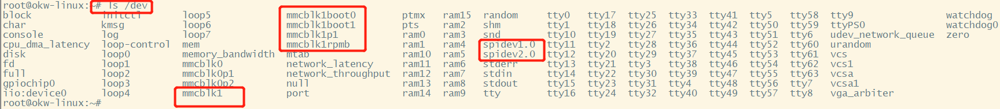 root@okw-linux:~# ls /dev
block initctl loop5 mmcblk1boot0 ptmx ram15 random tty0 tty17 tty25 tty33 tty41 tty5 tty58 tty9 watchdog
char kmsg loop6 mmcblk1boot1 pts ram2 shm tty1 tty18 tty26 tty34 tty42 tty50 tty59 ttyPS0 watchdog0
console log loop7 mmcblk1p1 ram0 ram3 snd tty10 tty19 tty27 tty35 tty43 tty51 tty6 udev_network_queue zero
cpu_dma_latency loop-control mem mmcblk1rpmb ram1 ram4 spidev1.0 tty11 tty2 tty28 tty36 tty44 tty52 tty60 urandom
disk loop0 memory_bandwidth mtab ram10 ram5 spidev2.0 tty12 tty20 tty29 tty37 tty45 tty53 tty61 vcs
fd loop1 mmcblk0 network_latency ram11 ram6 stderr tty13 tty21 tty3 tty38 tty46 tty54 tty62 vcs1
full loop2 mmcblk0p1 network_throughput ram12 ram7 stdin tty14 tty22 tty30 tty39 tty47 tty55 tty63 vcsa
gpiochip0 loop3 mmcblk0p2 null ram13 ram8 stdout tty15 tty23 tty31 tty4 tty48 tty56 tty7 vcsa1
iio:device0 loop4 mmcblk1 port ram14 ram9 tty tty16 tty24 tty32 tty40 tty49 tty57 tty8 vga_arbiter
root@okw-linux:~#